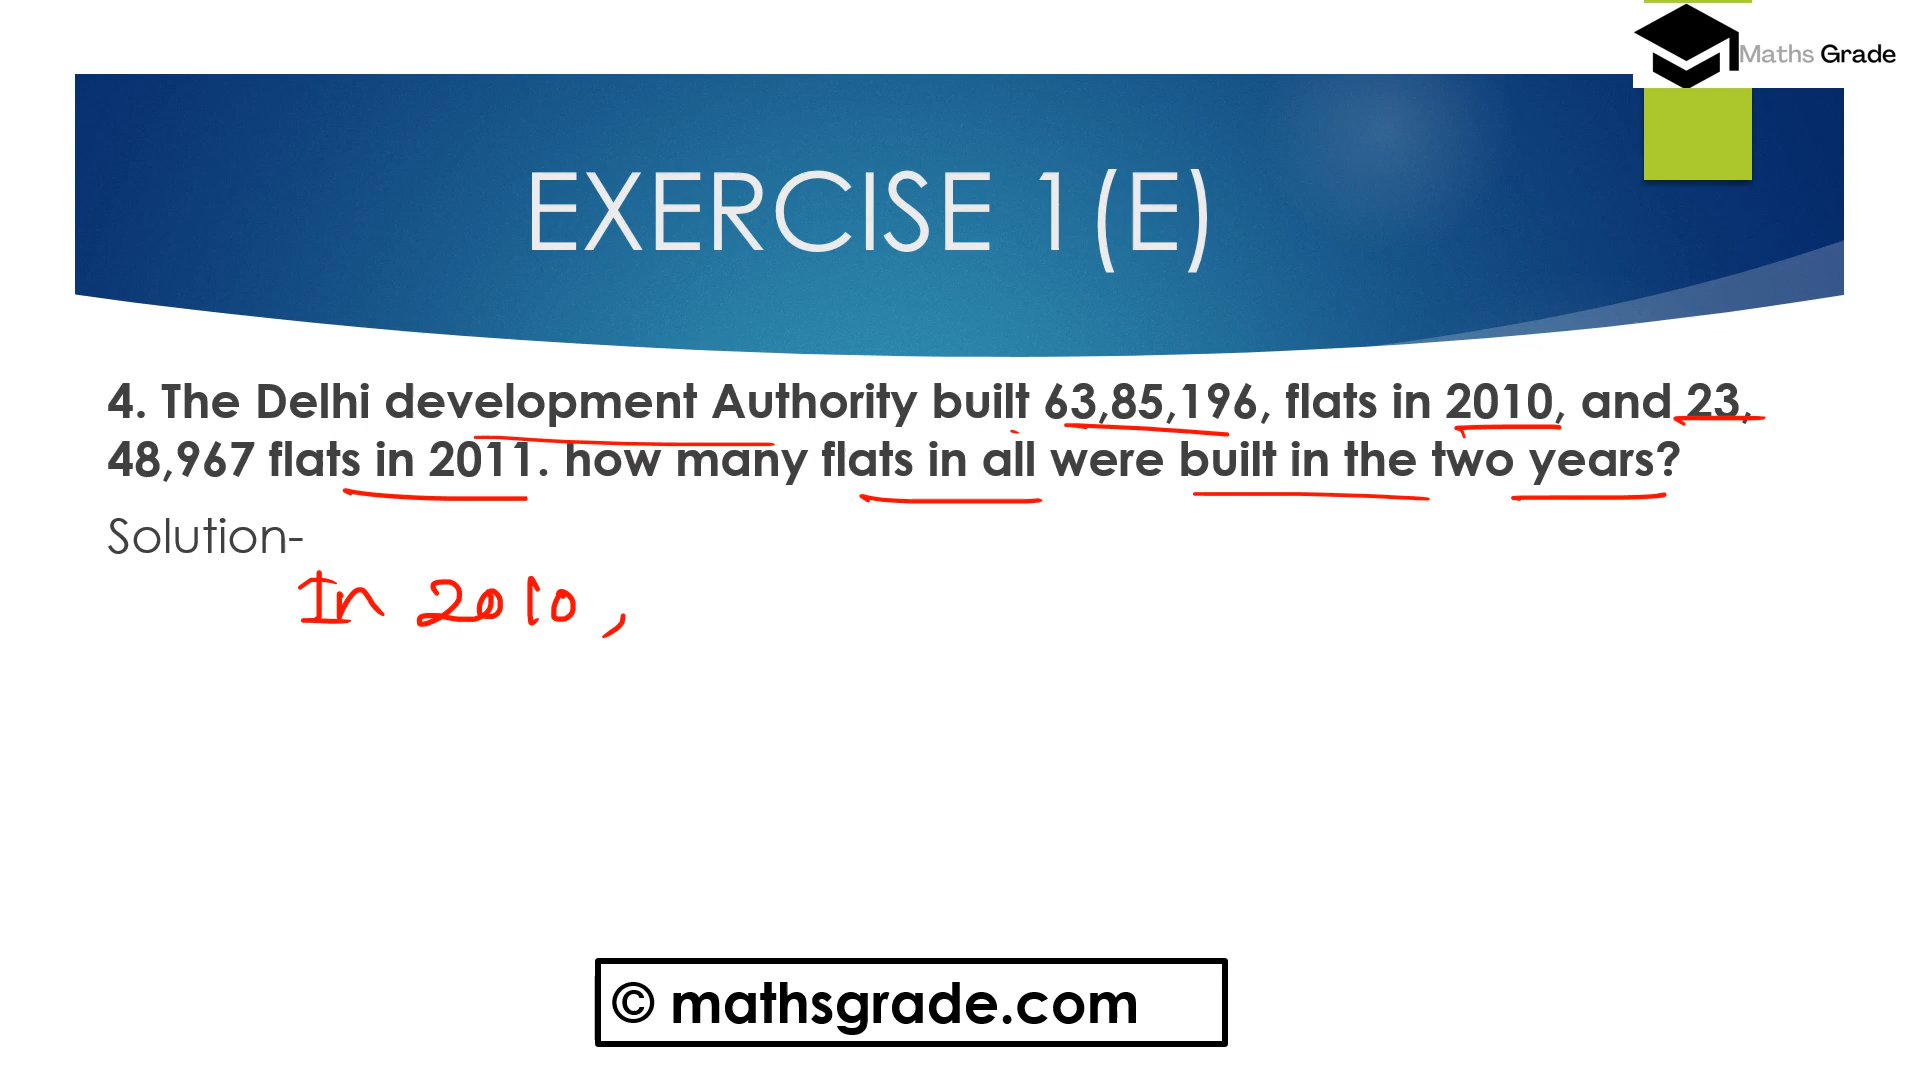 Maths Grade
EXERCISE 1(E)
4. The Delhi development Authority built 63,85,196, flats in 2010, and 23,
48,967 flats in 2011. how many flats in all were built in the two years?
Solution-
In 2010,
© mathsgrade.com